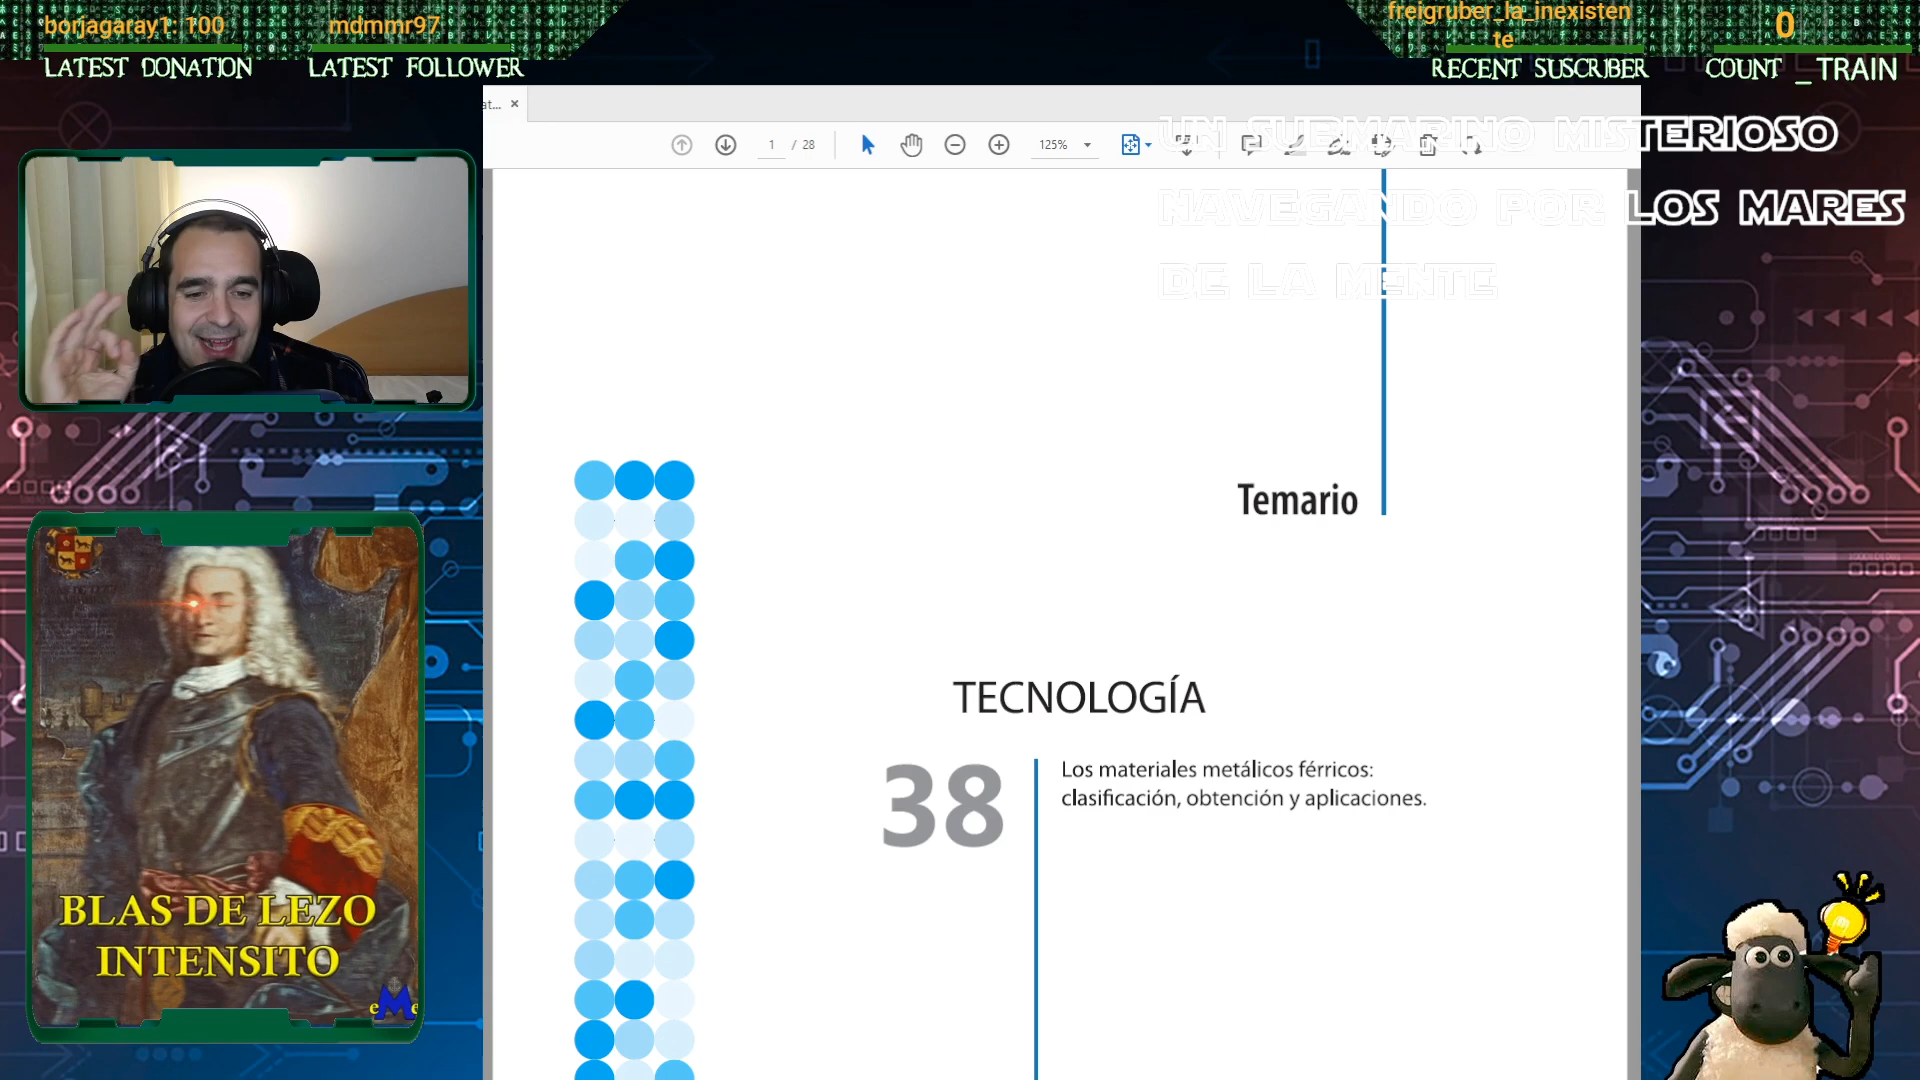 borjagaray1: 100
LATEST DONATION
mdmmr97
LATEST FOLLOWER
freigruber_la_inexisten
te
RECENT SUSCRIBER
0
COUNT _TRAIN
at...
1 / 28
125%
UN SUBMARINO MISTERIOSO
NAVEGANDO POR LOS MARES
DE LA MENTE
Temario
TECNOLOGÍA
38
Los materiales metálicos férricos:
clasificación, obtención y aplicaciones.
BLAS DE LEZO
INTENSITO
eMe